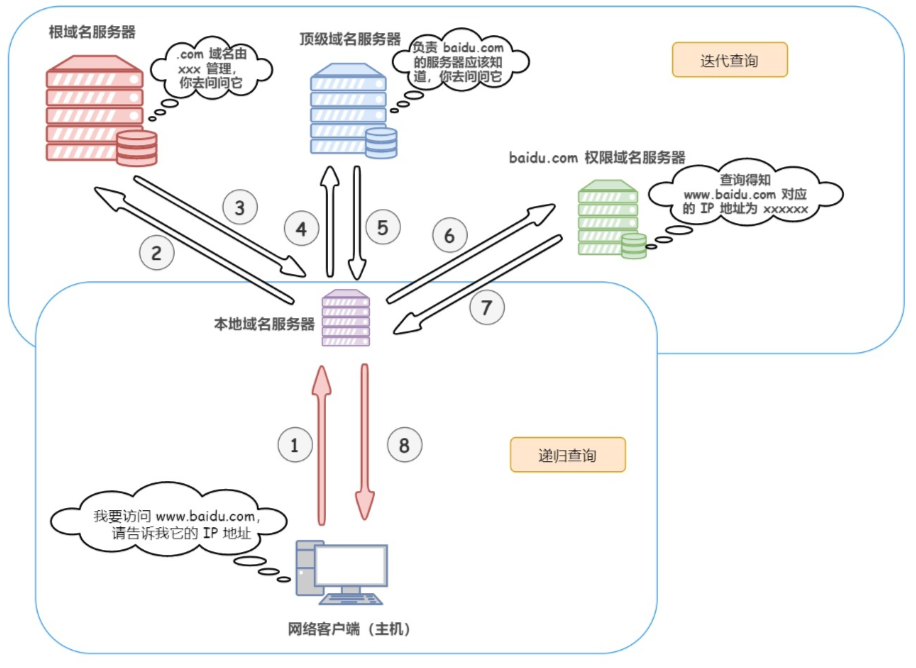 根域名服务器
.com 域名由
xxx 管理，
你去问问它
顶级域名服务器
负责 baidu.com
的服务器应该知
道，你去问问它
迭代查询
baidu.com 权限域名服务器
查询得知
www.baidu.com 对应
的 IP 地址为 xxxxxx
3
2
4
5
6
7
本地域名服务器
1
8
递归查询
我要访问 www.baidu.com，
请告诉我它的 IP 地址
网络客户端（主机）